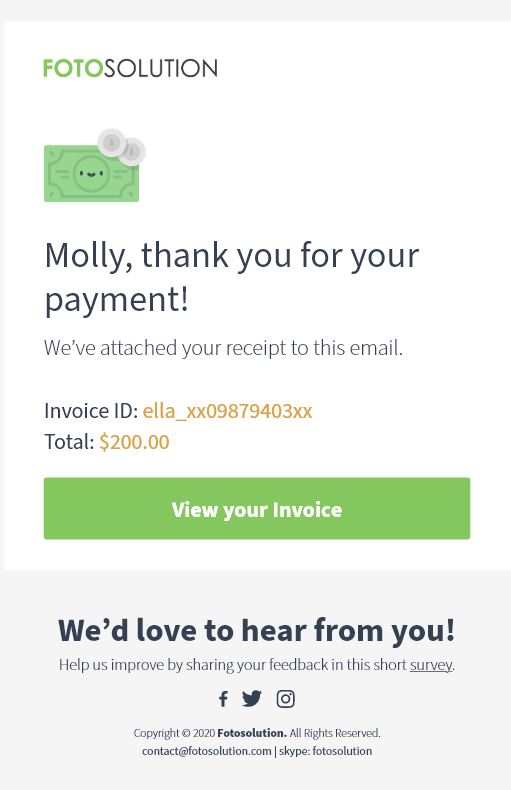 FOTOSOLUTION
Molly, thank you for your
payment!
We’ve attached your receipt to this email.
Invoice ID: ella_xx09879403xx
Total: $200.00
View your Invoice
We’d love to hear from you!
Help us improve by sharing your feedback in this short survey.
Copyright © 2020 Fotosolution. All Rights Reserved.
contact@fotosolution.com | skype: fotosolution